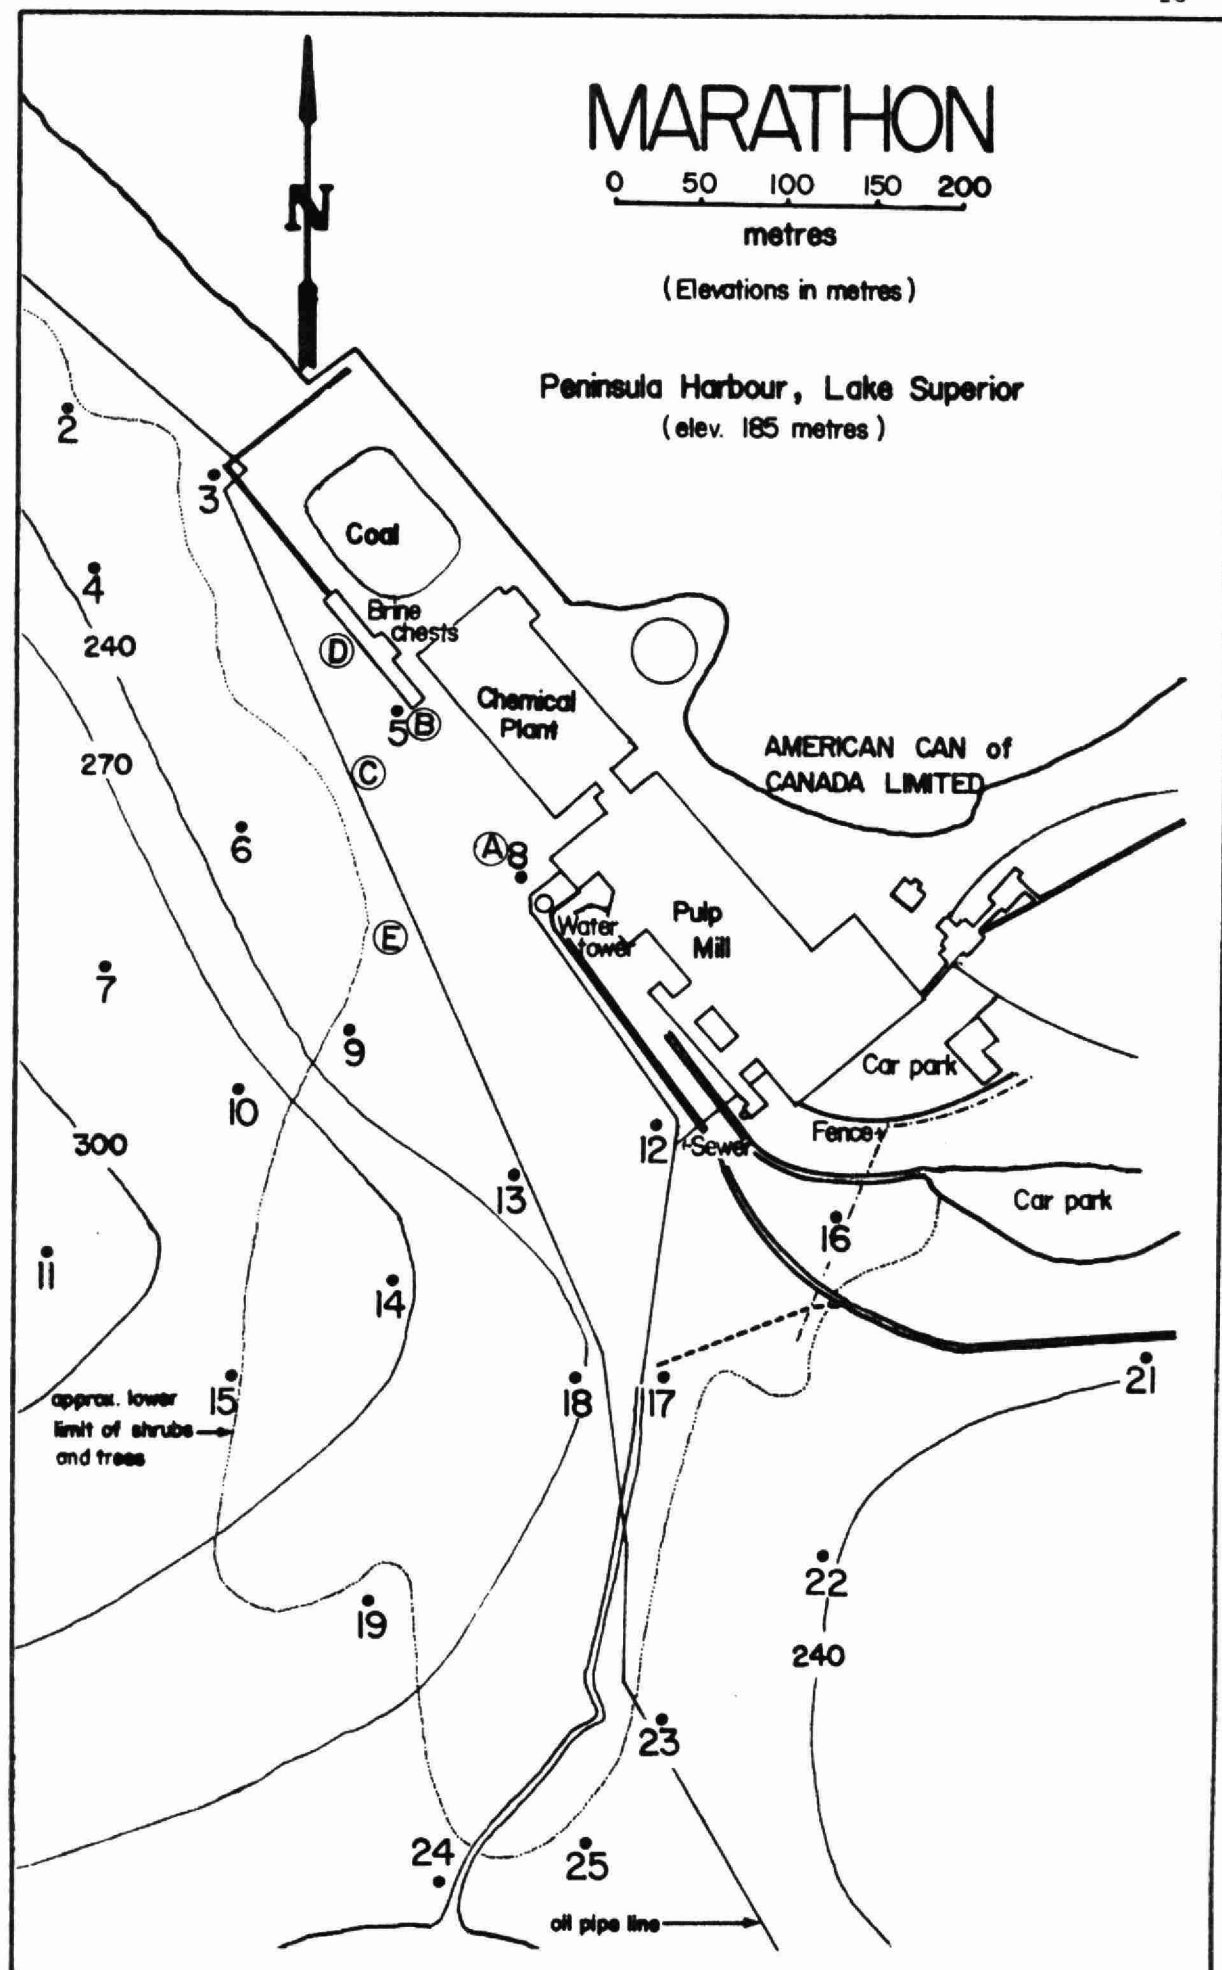 MARATHON
0 50 100 150 200
metres
(Elevations in metres)
N
Peninsula Harbour, Lake Superior
(elev. 185 metres)
2
3
Coal
4
Brine
chests
240
D
Chemical
Plant
5 B
270
C
AMERICAN CAN of
CANADA LIMITED
6
A 8
Pulp
Mill
Water
tower
E
7
9
Car park
10
300
12
Sewer
Fence
13
Car park
16
11
14
15
18
17
21
approx. lower
limit of shrubs
and trees
22
19
240
23
24
25
oil pipe line